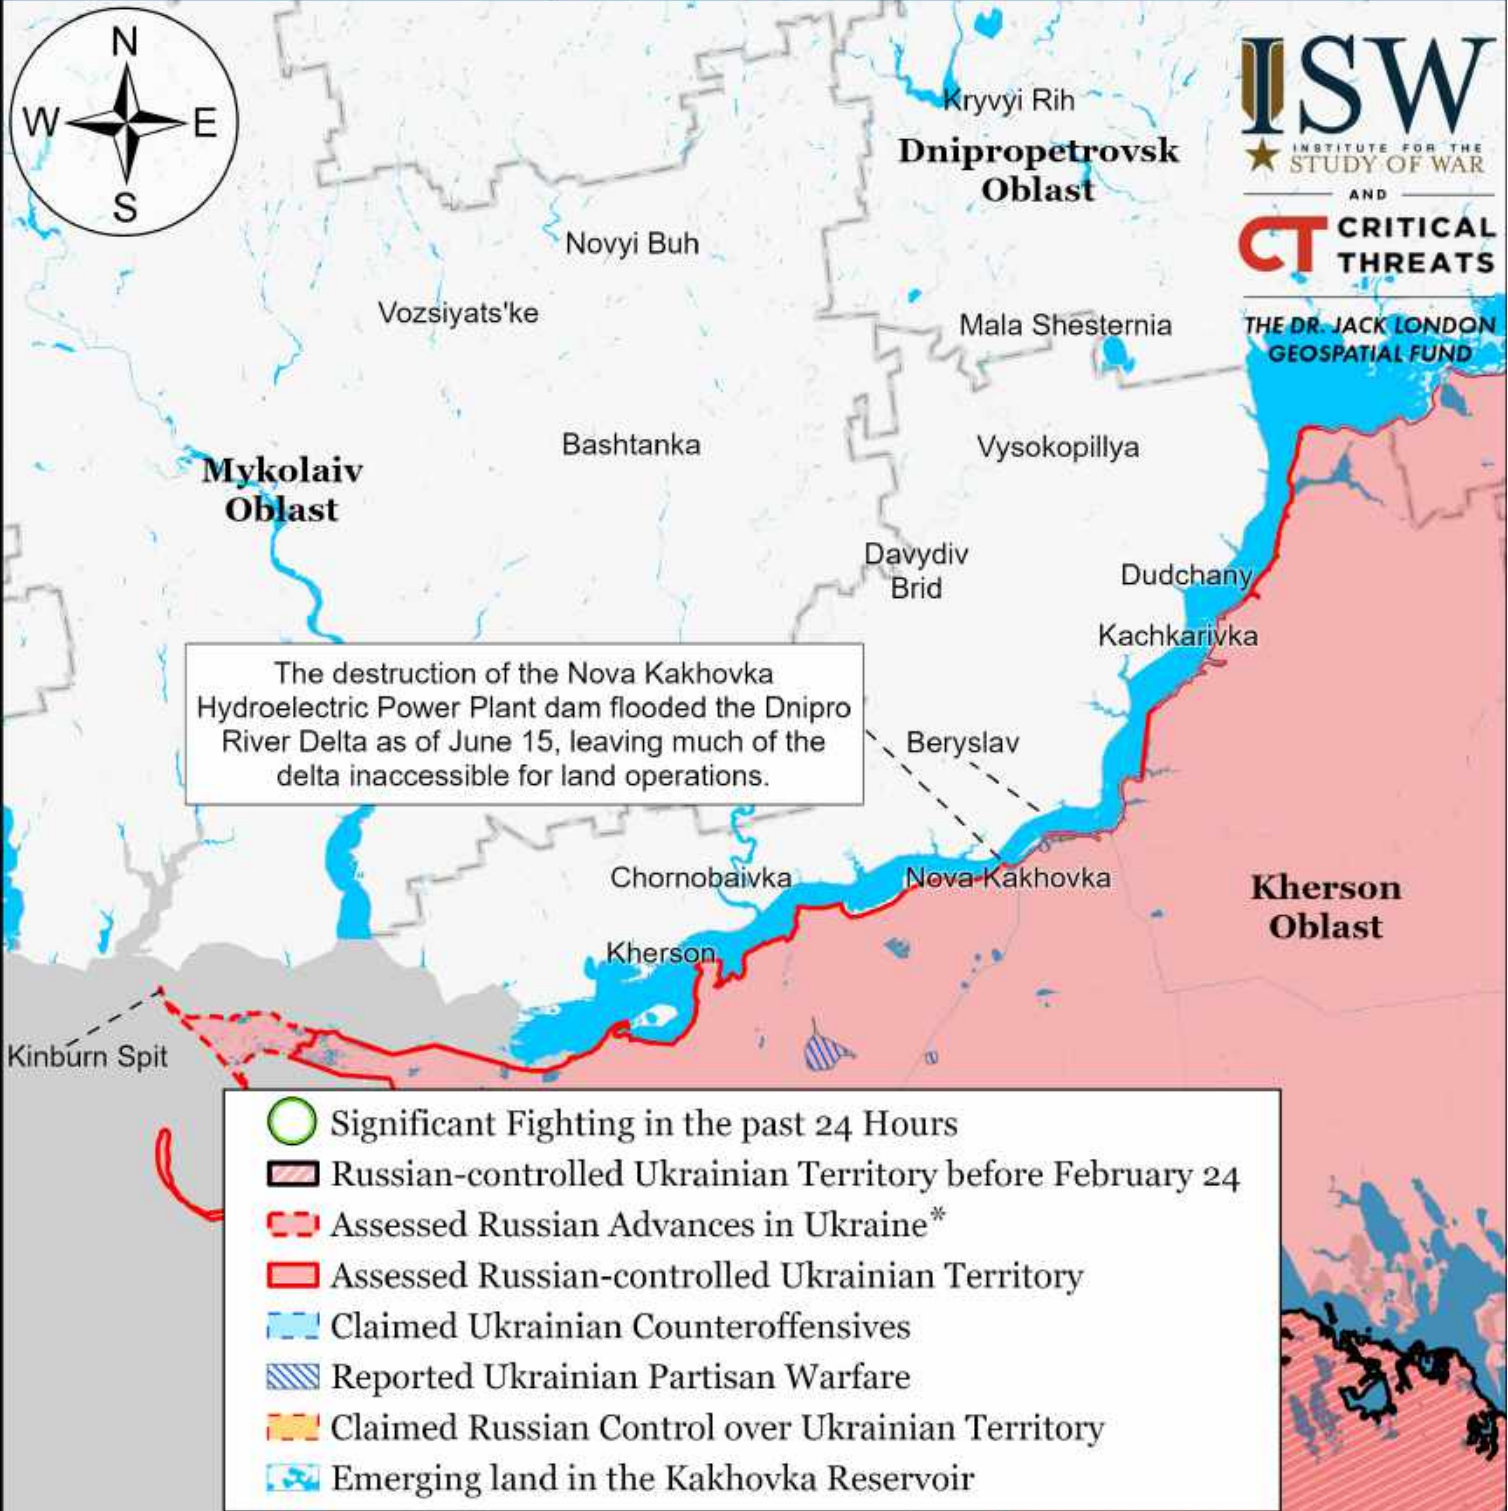 N
W E
S
ISW
INSTITUTE FOR THE
STUDY OF WAR
AND
CT CRITICAL
THREATS
THE DR. JACK LONDON
GEOSPATIAL FUND
Kryvyi Rih
Dnipropetrovsk
Oblast
Novyi Buh
Vozsiyats'ke
Mala Shesternia
Bashtanka
Vysokopillya
Mykolaiv
Oblast
Davydiv
Brid
Dudchany
Kachkarivka
The destruction of the Nova Kakhovka
Hydroelectric Power Plant dam flooded the Dnipro
River Delta as of June 15, leaving much of the
delta inaccessible for land operations.
Beryslav
Chornobaivka
Nova Kakhovka
Kherson
Oblast
Kherson
Kinburn Spit
Significant Fighting in the past 24 Hours
Russian-controlled Ukrainian Territory before February 24
Assessed Russian Advances in Ukraine*
Assessed Russian-controlled Ukrainian Territory
Claimed Ukrainian Counteroffensives
Reported Ukrainian Partisan Warfare
Claimed Russian Control over Ukrainian Territory
Emerging land in the Kakhovka Reservoir